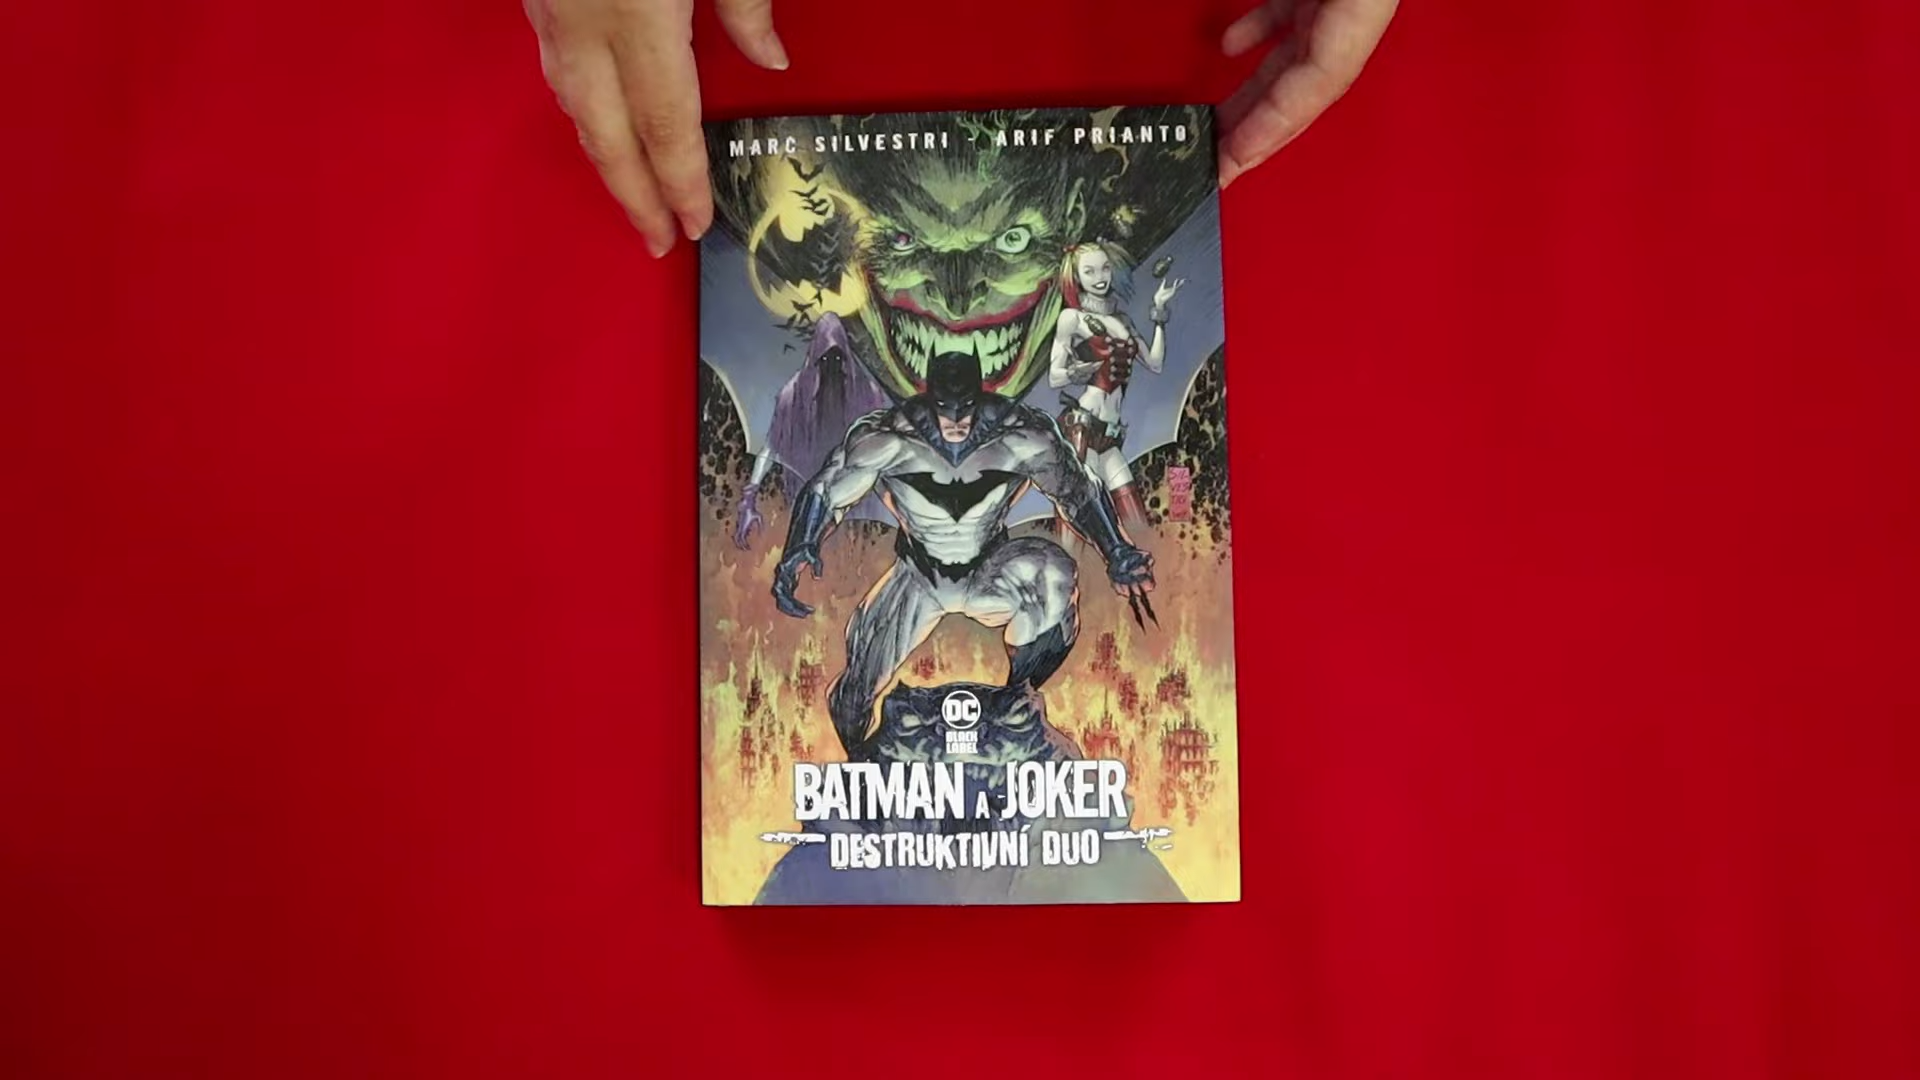 MARC SILVESTRI - ARIF PRIANTO
DC
BLACK
LABEL
BATMAN A JOKER
DESTRUKTIVNÍ DUO